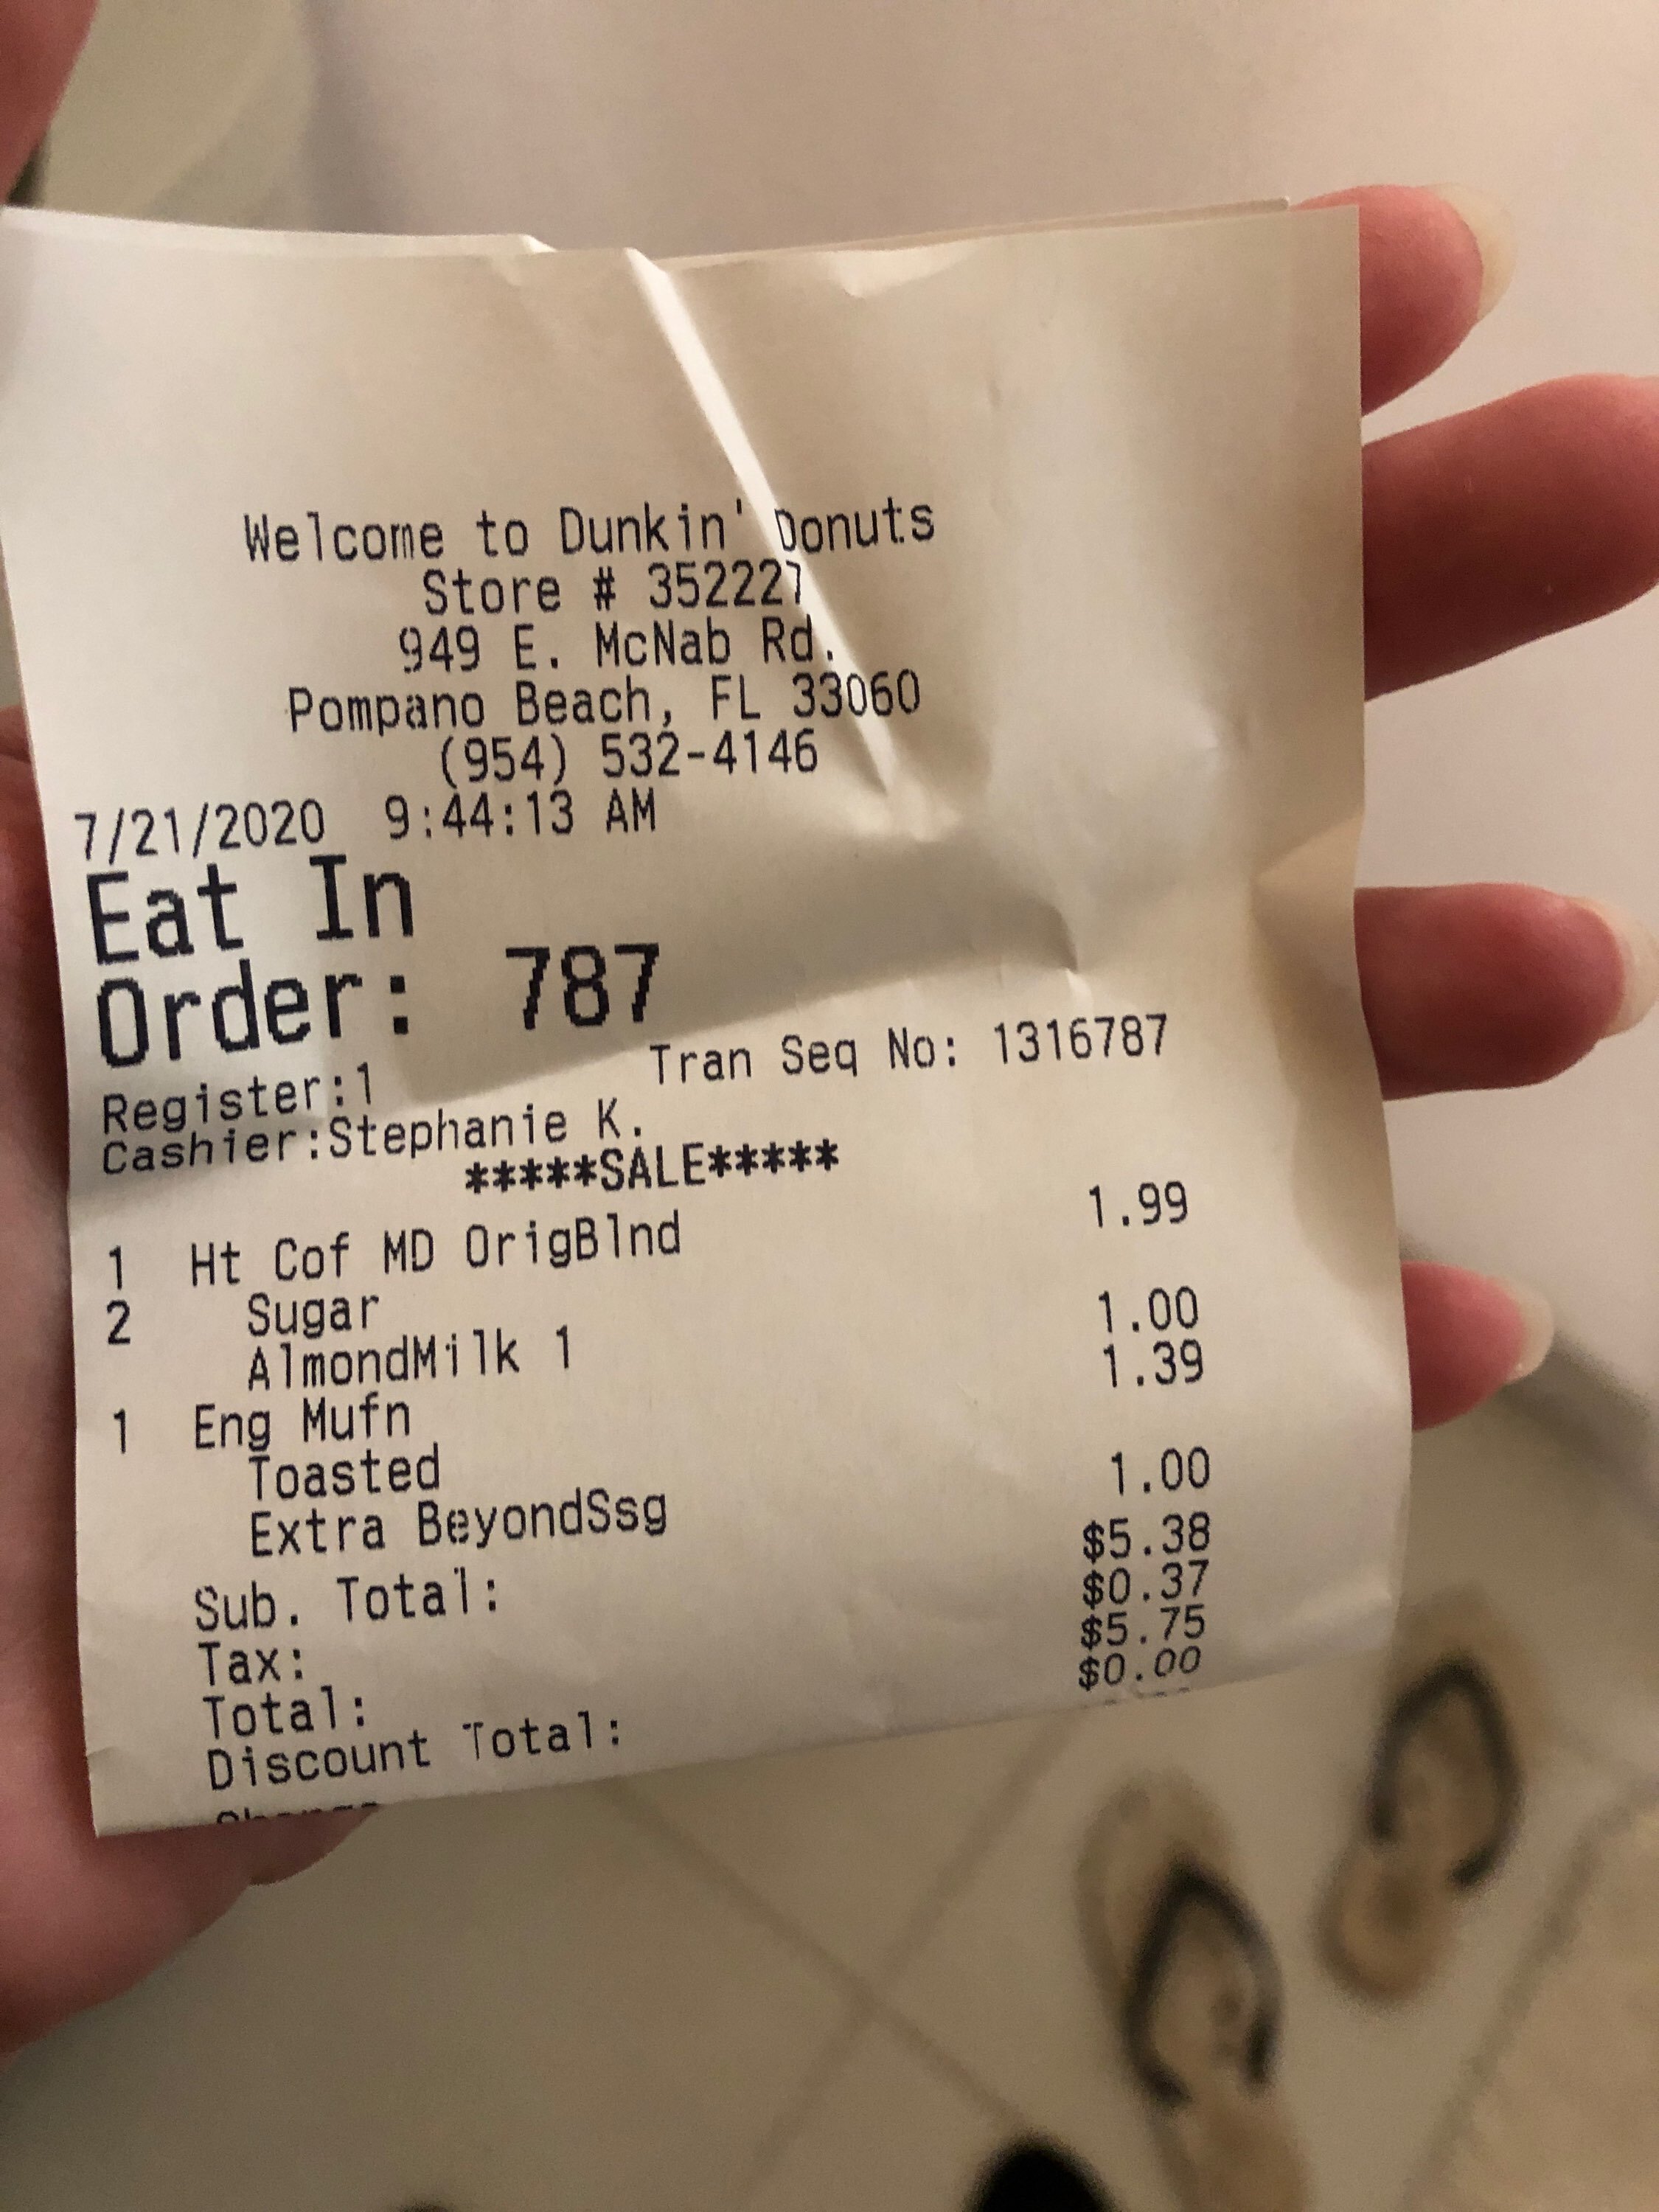 Welcome to Dunkin' Donuts
Store # 352227
949 E. McNab Rd.
Pompano Beach, FL 33060
(954) 532-4146
7/21/2020 9:44:13 AM
Eat In
Order: 787
Register:1 Tran Seq No: 1316787
Cashier:Stephanie K.
*****SALE*****
1 Ht Cof MD OrigBlnd 1.99
2 Sugar
AlmondMilk 1 1.00
1 Eng Mufn 1.39
Toasted
Extra BeyondSsg 1.00
Sub. Total: $5.38
Tax: $0.37
Total: $5.75
Discount Total: $0.00